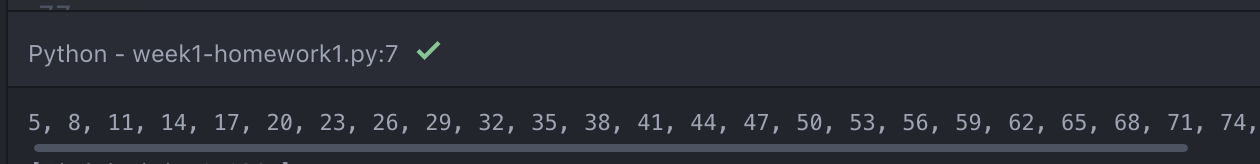 Python - week1-homework1.py:7
5, 8, 11, 14, 17, 20, 23, 26, 29, 32, 35, 38, 41, 44, 47, 50, 53, 56, 59, 62, 65, 68, 71, 74,